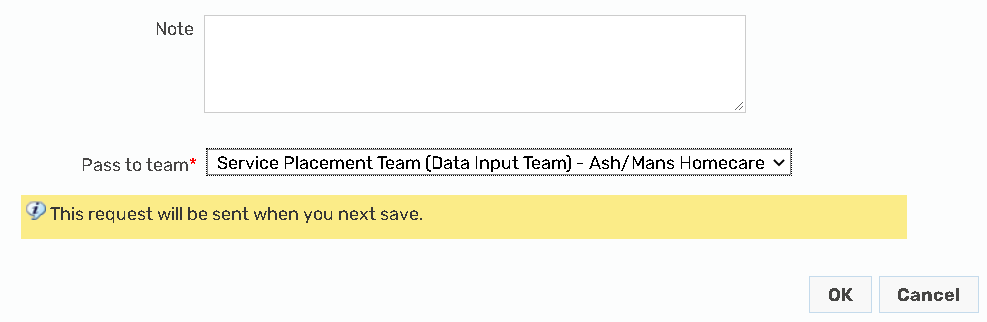 Note
Pass to team* Service Placement Team (Data Input Team) - Ash/Mans Homecare
This request will be sent when you next save.
OK Cancel